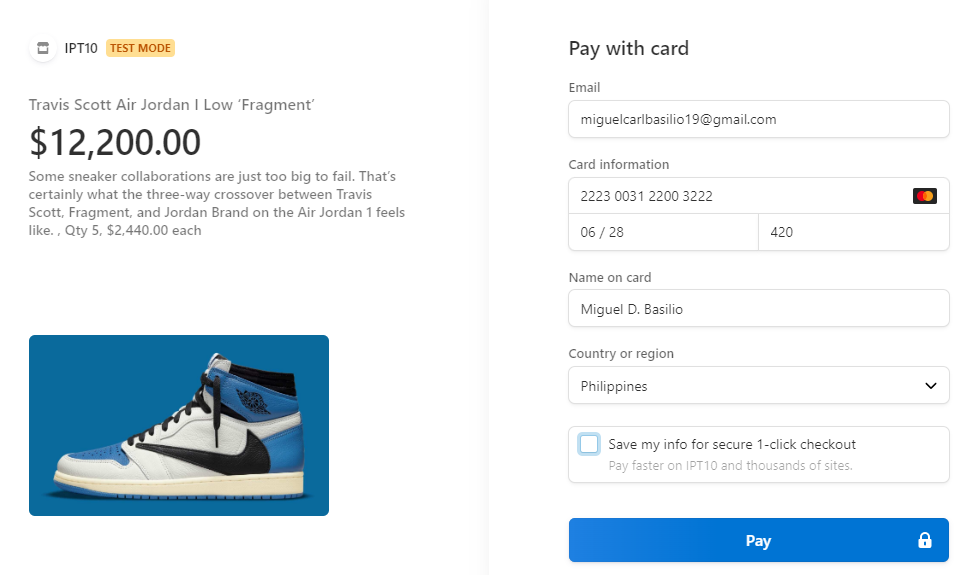 IPT10 TEST MODE
Travis Scott Air Jordan I Low ‘Fragment’
$12,200.00
Some sneaker collaborations are just too big to fail. That’s
certainly what the three-way crossover between Travis
Scott, Fragment, and Jordan Brand on the Air Jordan 1 feels
like. , Qty 5, $2,440.00 each
Pay with card
Email
miguelcarlbasilio19@gmail.com
Card information
2223 0031 2200 3222
06 / 28
420
Name on card
Miguel D. Basilio
Country or region
Philippines
Save my info for secure 1-click checkout
Pay faster on IPT10 and thousands of sites.
Pay